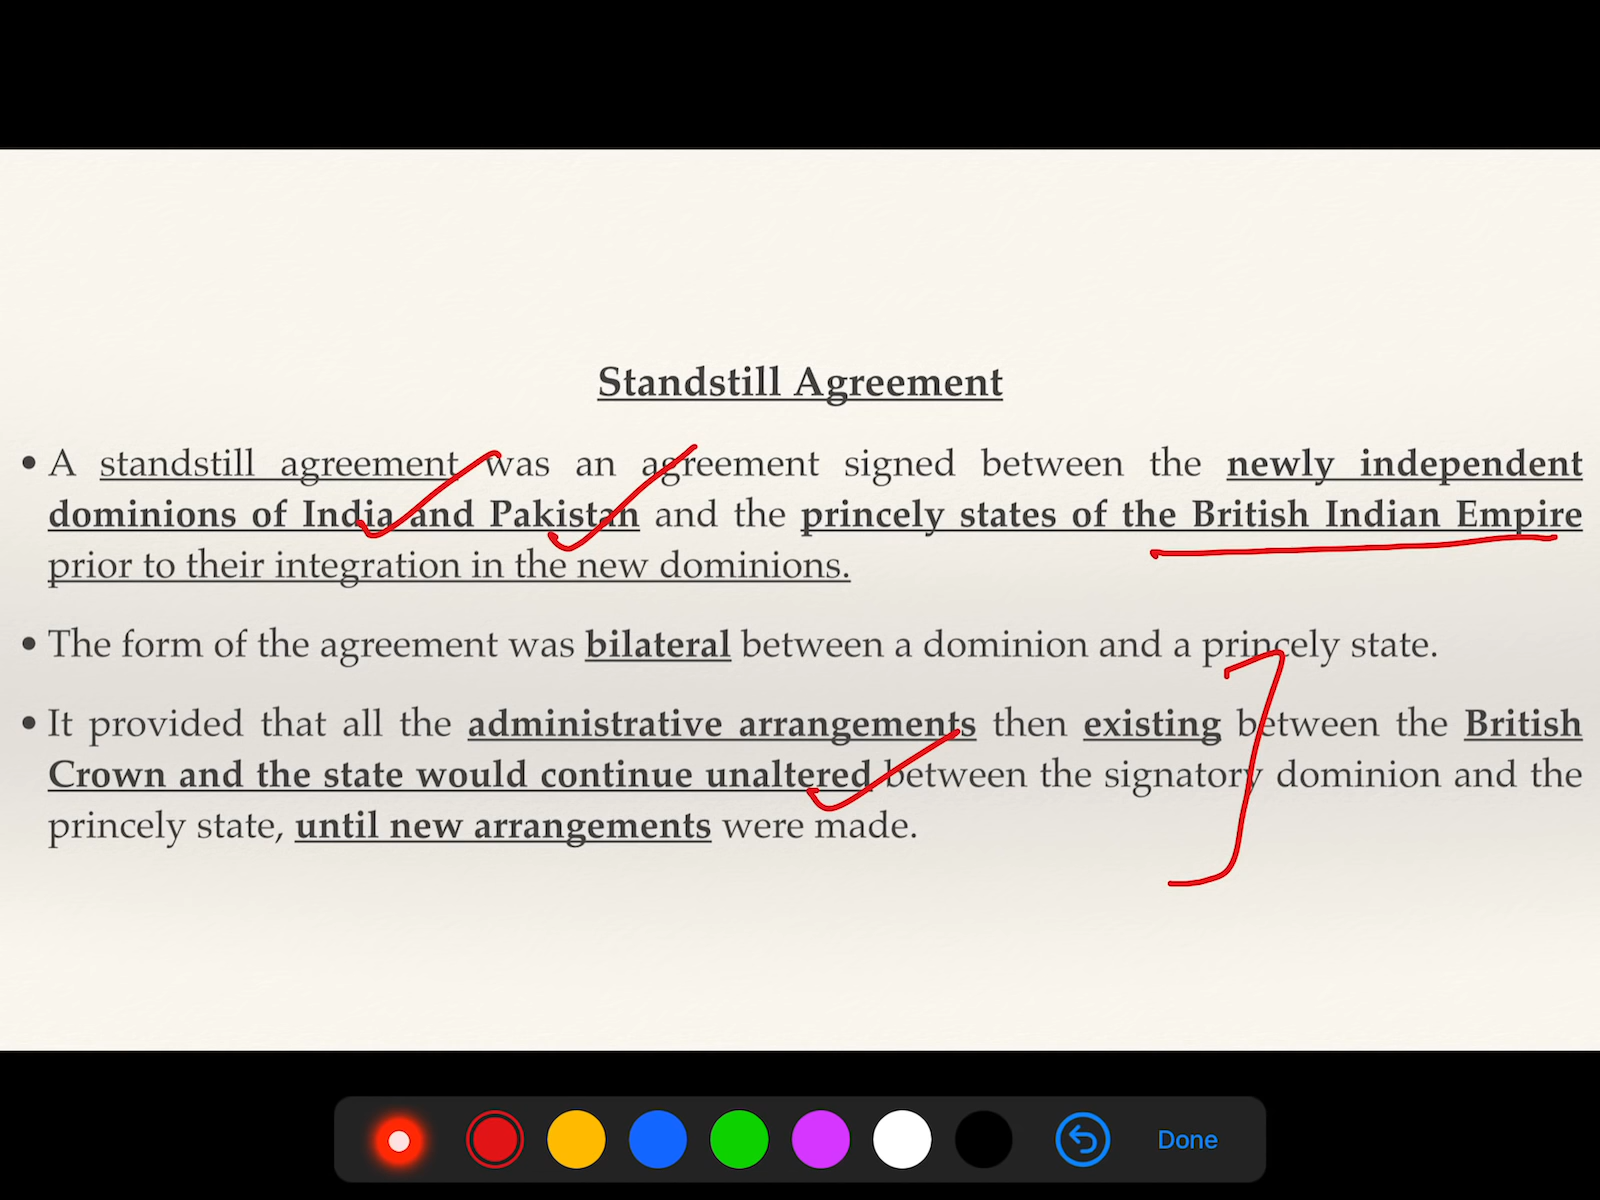 Standstill Agreement
• A standstill agreement was an agreement signed between the newly independent
dominions of India and Pakistan and the princely states of the British Indian Empire
prior to their integration in the new dominions.
• The form of the agreement was bilateral between a dominion and a princely state.
• It provided that all the administrative arrangements then existing between the British
Crown and the state would continue unaltered between the signatory dominion and the
princely state, until new arrangements were made.
Done